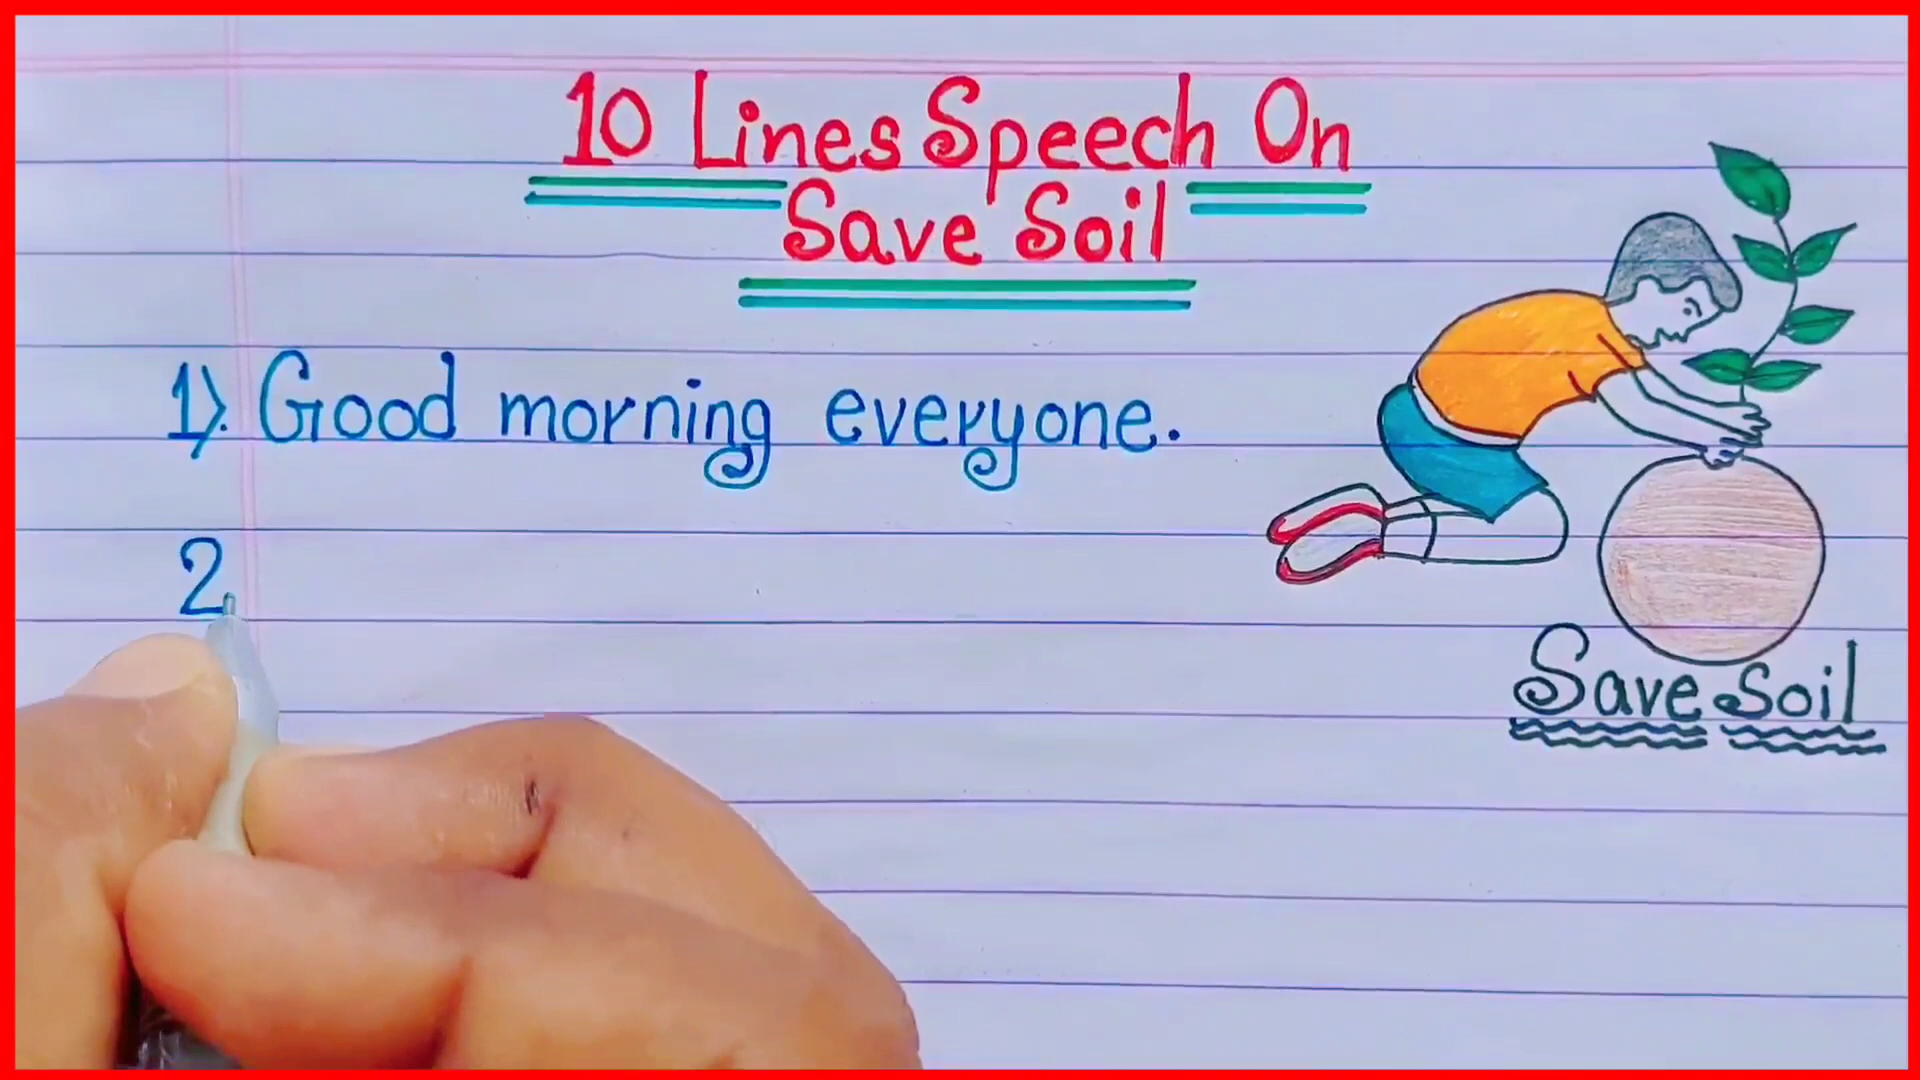 10 Lines Speech On
Save Soil
1). Good morning everyone.
2
Save Soil